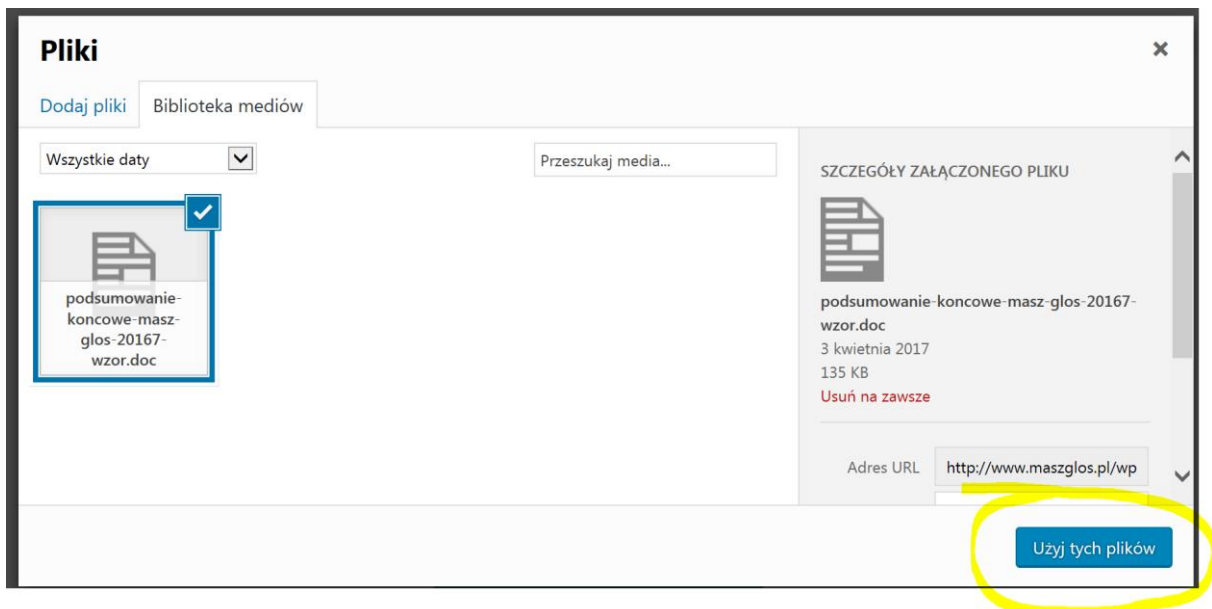 Pliki
×
Dodaj pliki
Biblioteka mediów
Wszystkie daty
Przeszukaj media...
podsumowanie-
koncowe-masz-
glos-20167-
wzor.doc
SZCZEGÓŁY ZAŁĄCZONEGO PLIKU
podsumowanie-koncowe-masz-glos-20167-
wzor.doc
3 kwietnia 2017
135 KB
Usuń na zawsze
Adres URL
http://www.maszglos.pl/wp
Użyj tych plików